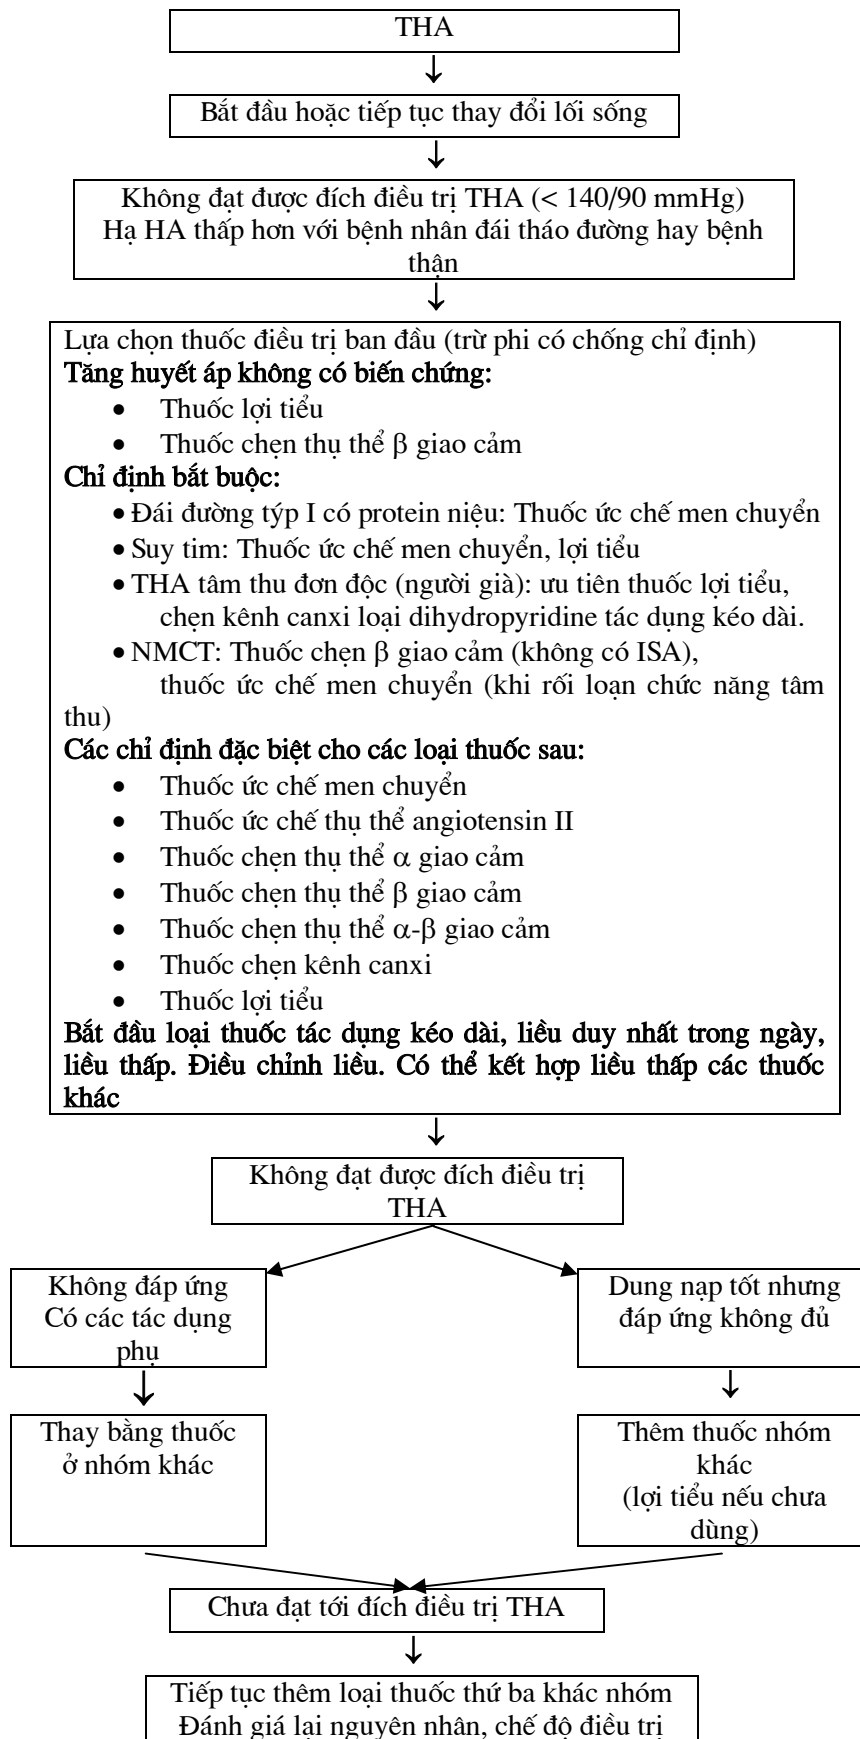 THA
↓
Bắt đầu hoặc tiếp tục thay đổi lối sống
↓
Không đạt được đích điều trị THA (< 140/90 mmHg)
Hạ HA thấp hơn với bệnh nhân đái tháo đường hay bệnh
thận
↓
Lựa chọn thuốc điều trị ban đầu (trừ phi có chống chỉ định)
Tăng huyết áp không có biến chứng:
• Thuốc lợi tiểu
• Thuốc chẹn thụ thể β giao cảm
Chỉ định bắt buộc:
• Đái đường týp I có protein niệu: Thuốc ức chế men chuyển
• Suy tim: Thuốc ức chế men chuyển, lợi tiểu
• THA tâm thu đơn độc (người già): ưu tiên thuốc lợi tiểu,
chẹn kênh canxi loại dihydropyridine tác dụng kéo dài.
• NMCT: Thuốc chẹn β giao cảm (không có ISA),
thuốc ức chế men chuyển (khi rối loạn chức năng tâm
thu)
Các chỉ định đặc biệt cho các loại thuốc sau:
• Thuốc ức chế men chuyển
• Thuốc ức chế thụ thể angiotensin II
• Thuốc chẹn thụ thể α giao cảm
• Thuốc chẹn thụ thể β giao cảm
• Thuốc chẹn thụ thể α-β giao cảm
• Thuốc chẹn kênh canxi
• Thuốc lợi tiểu
Bắt đầu loại thuốc tác dụng kéo dài, liều duy nhất trong ngày,
liều thấp. Điều chỉnh liều. Có thể kết hợp liều thấp các thuốc
khác
↓
Không đạt được đích điều trị
THA
Không đáp ứng
Có các tác dụng
phụ
↓
Thay bằng thuốc
ở nhóm khác
Dung nạp tốt nhưng
đáp ứng không đủ
↓
Thêm thuốc nhóm
khác
(lợi tiểu nếu chưa
dùng)
Chưa đạt tới đích điều trị THA
↓
Tiếp tục thêm loại thuốc thứ ba khác nhóm
Đánh giá lại nguyên nhân, chế độ điều trị